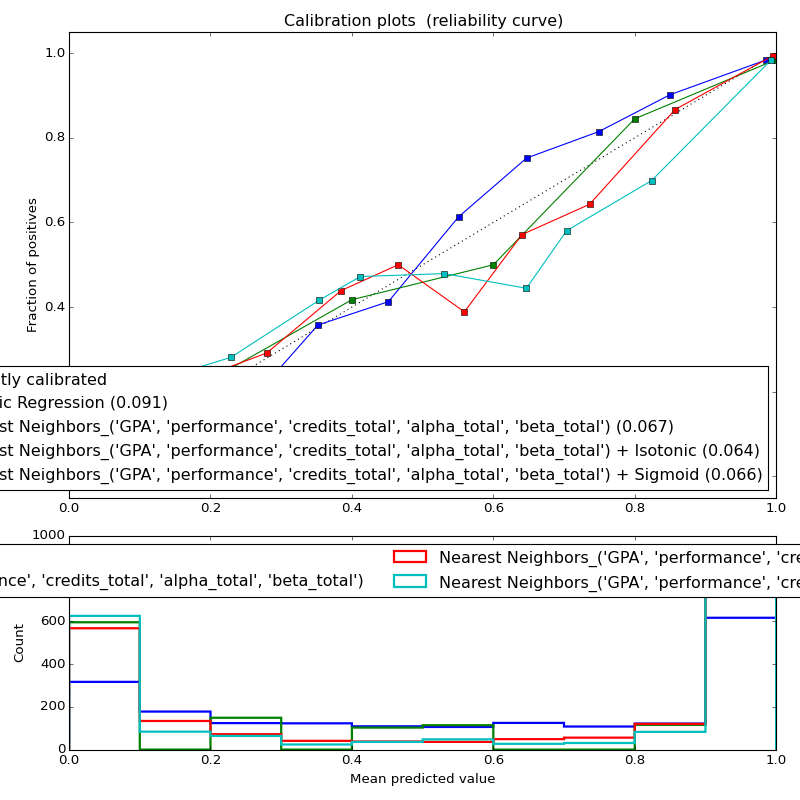 Calibration plots  (reliability curve)
1.0
0.8
0.6
0.4
Fraction of positives
tly calibrated
ic Regression (0.091)
st Neighbors_('GPA', 'performance', 'credits_total', 'alpha_total', 'beta_total') (0.067)
st Neighbors_('GPA', 'performance', 'credits_total', 'alpha_total', 'beta_total') + Isotonic (0.064)
st Neighbors_('GPA', 'performance', 'credits_total', 'alpha_total', 'beta_total') + Sigmoid (0.066)
0.0 0.2 0.4 0.6 0.8 1.0
1000
Nearest Neighbors_('GPA', 'performance', 'cre
nce', 'credits_total', 'alpha_total', 'beta_total')
Nearest Neighbors_('GPA', 'performance', 'cre
600
400
200
0
Count
0.0 0.2 0.4 0.6 0.8 1.0
Mean predicted value